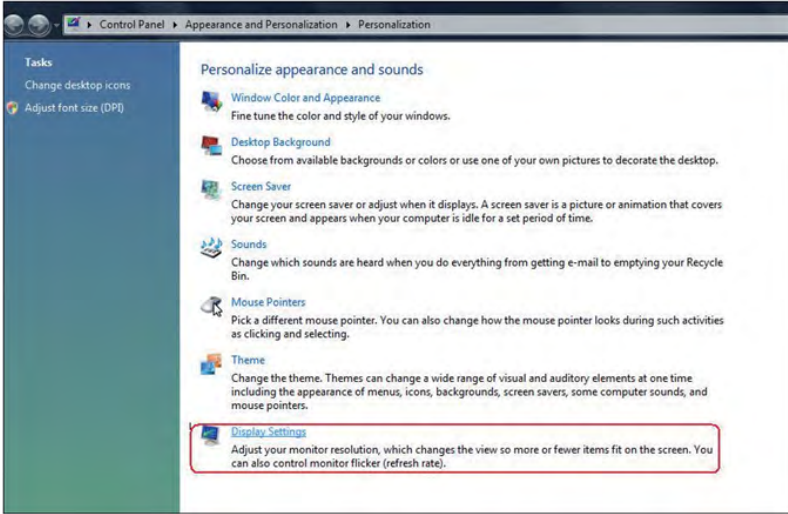 Control Panel ▸ Appearance and Personalization ▸ Personalization
Tasks
Change desktop icons
Adjust font size (DPI)
Personalize appearance and sounds
Window Color and Appearance
Fine tune the color and style of your windows.
Desktop Background
Choose from available backgrounds or colors or use one of your own pictures to decorate the desktop.
Screen Saver
Change your screen saver or adjust when it displays. A screen saver is a picture or animation that covers
your screen and appears when your computer is idle for a set period of time.
Sounds
Change which sounds are heard when you do everything from getting e-mail to emptying your Recycle
Bin.
Mouse Pointers
Pick a different mouse pointer. You can also change how the mouse pointer looks during such activities
as clicking and selecting.
Theme
Change the theme. Themes can change a wide range of visual and auditory elements at one time
including the appearance of menus, icons, backgrounds, screen savers, some computer sounds, and
mouse pointers.
Display Settings
Adjust your monitor resolution, which changes the view so more or fewer items fit on the screen. You
can also control monitor flicker (refresh rate).